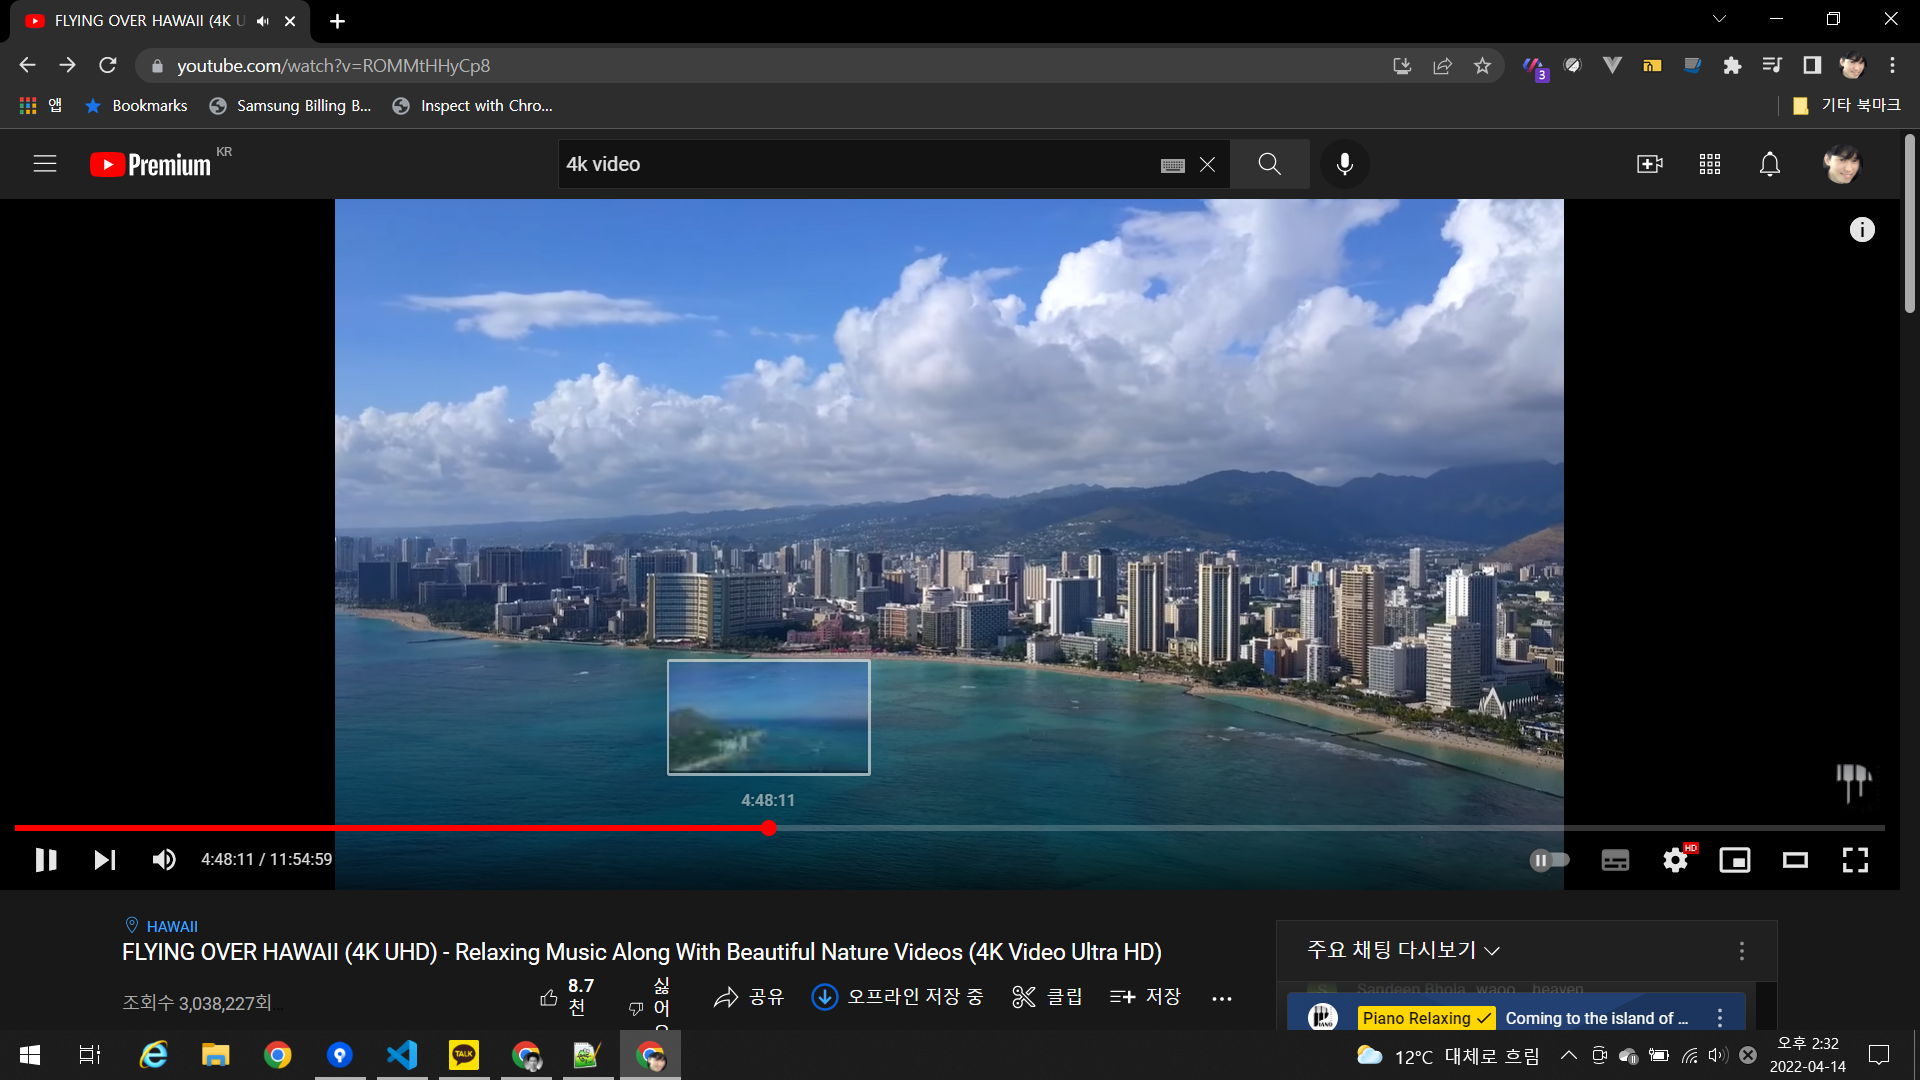 FLYING OVER HAWAII (4K U
youtube.com/watch?v=ROMMtHHyCp8
3
앱 Bookmarks Samsung Billing B... Inspect with Chro... 기타 북마크
Premium KR
4k video
4:48:11
4:48:11 / 11:54:59
HD
HAWAII
FLYING OVER HAWAII (4K UHD) - Relaxing Music Along With Beautiful Nature Videos (4K Video Ultra HD)
조회수 3,038,227회
8.7천
싫어
공유 오프라인 저장 중 클립 저장
주요 채팅 다시보기
Sandeep Bhola waoo.. heaven
PIANO
Piano Relaxing Coming to the island of ...
TALK
12°C 대체로 흐림
오후 2:32
2022-04-14